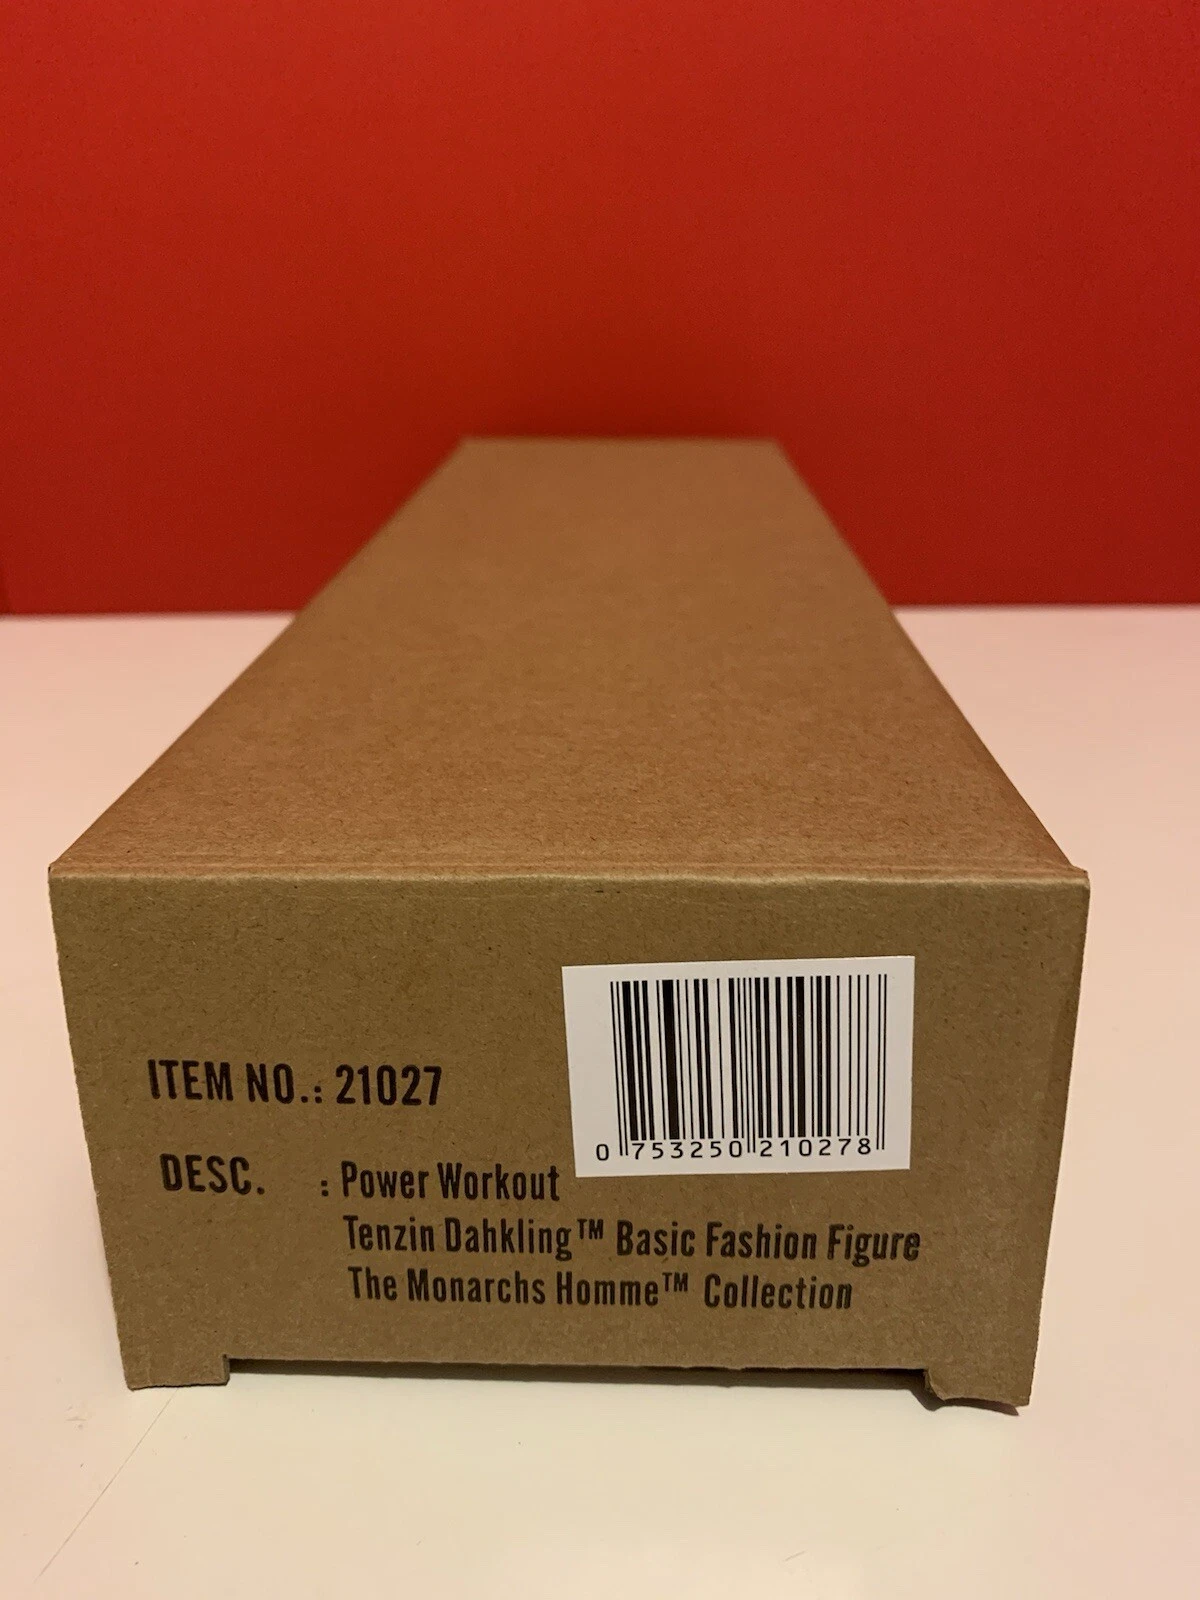 0 753250 210278
ITEM NO.: 21027
DESC. : Power Workout
Tenzin Dahkling™ Basic Fashion Figure
The Monarchs Homme™ Collection